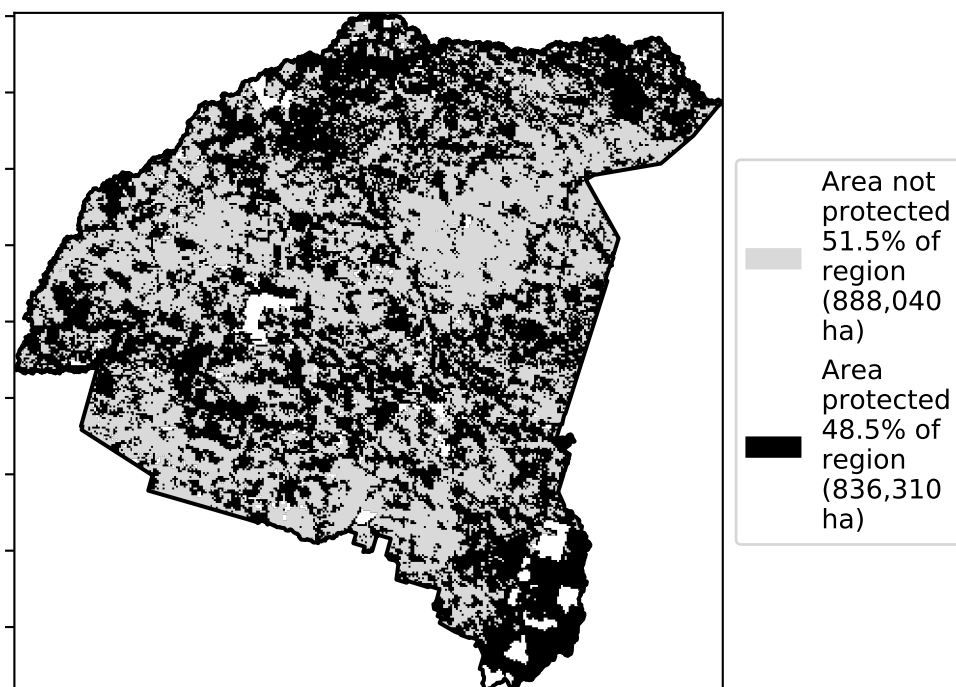 Area not
protected
51.5% of
region
(888,040
ha)
Area
protected
48.5% of
region
(836,310
ha)